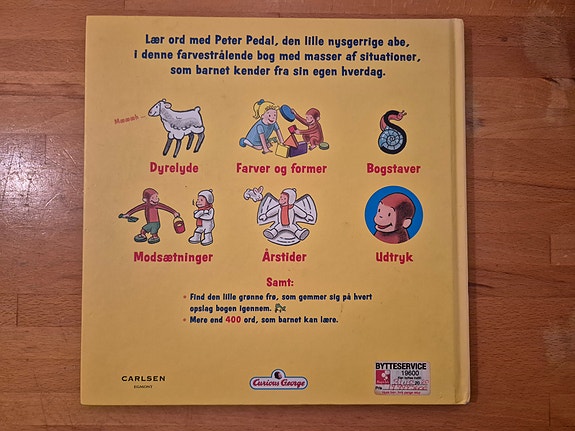 Lær ord med Peter Pedal, den lille nysgerrige abe,
i denne farvestrålende bog med masser af situationer,
som barnet kender fra sin egen hverdag.
Mææh
Dyrelyde
Farver og former
Bogstaver
Modsætninger
Årstider
Udtryk
Samt:
• Find den lille grønne frø, som gemmer sig på hvert
opslag bogen igennem.
• Mere end 400 ord, som barnet kan lære.
CARLSEN
EGMONT
Curious George
BYTTESERVICE
19600